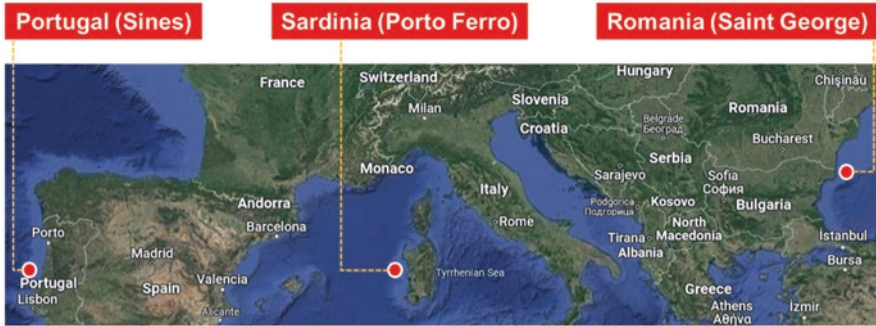 Portugal (Sines)
Sardinia (Porto Ferro)
Romania (Saint George)
Hungary
Chișinău
France
Switzerland
Slovenia
Romania
Milan
Croatia
Belgrade
Београд
Bucharest
Monaco
Serbia
Andorra
Italy
Sarajevo
Sofia
София
Barcelona
Podgorica
Подгорица
Kosovo
Bulgaria
Porto
Rome
North
Macedonia
Madrid
Tirana
İstanbul
Portugal
Valencia
Tyrrhenian Sea
Albania
Bursa
Lisbon
Spain
Greece
Alicante
Athens
Αθήνα
İzmir